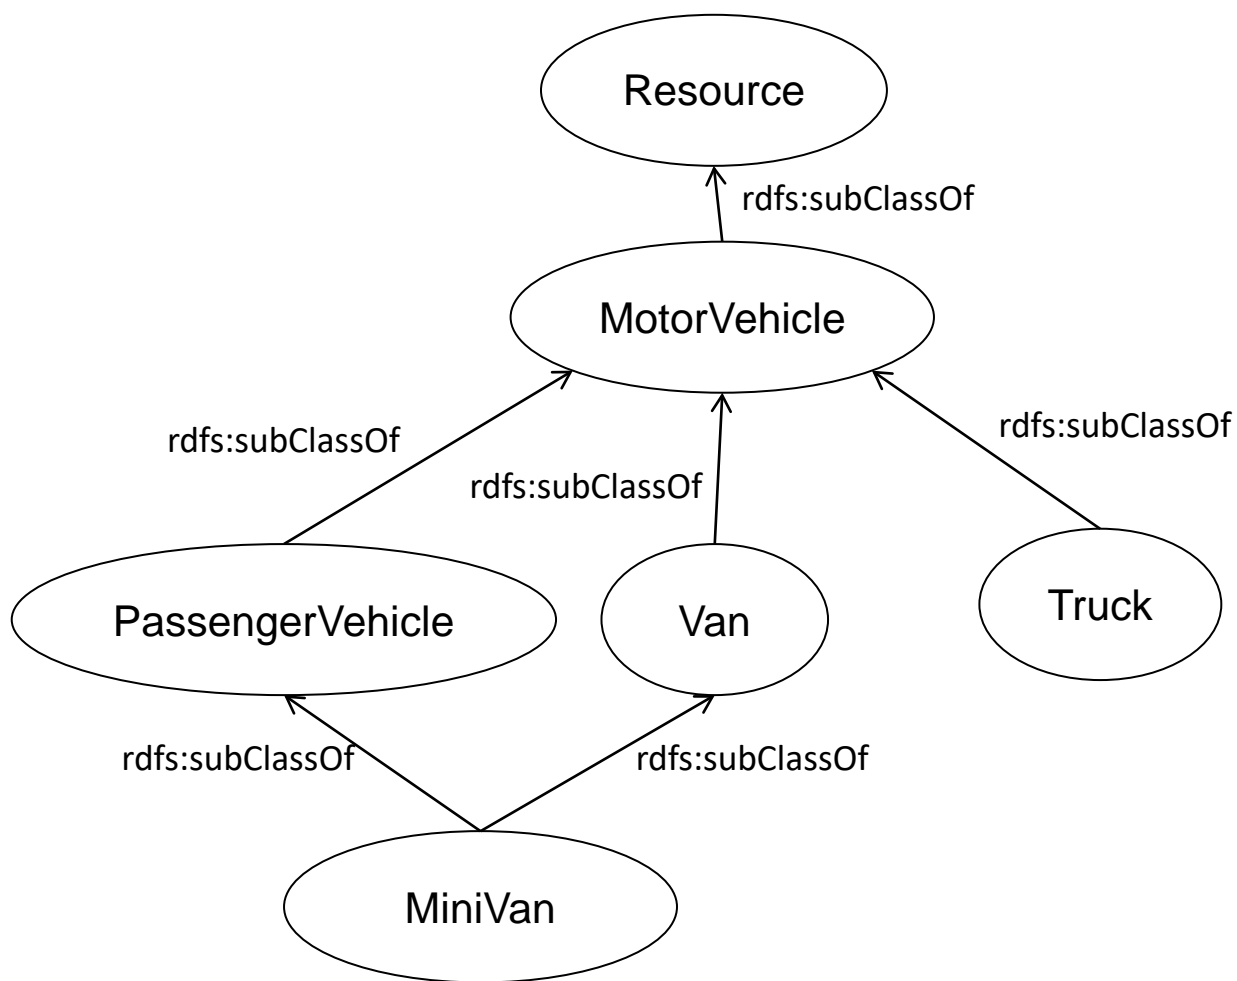 Resource
rdfs:subClassOf
MotorVehicle
rdfs:subClassOf
rdfs:subClassOf
rdfs:subClassOf
PassengerVehicle
Van
Truck
rdfs:subClassOf
rdfs:subClassOf
MiniVan